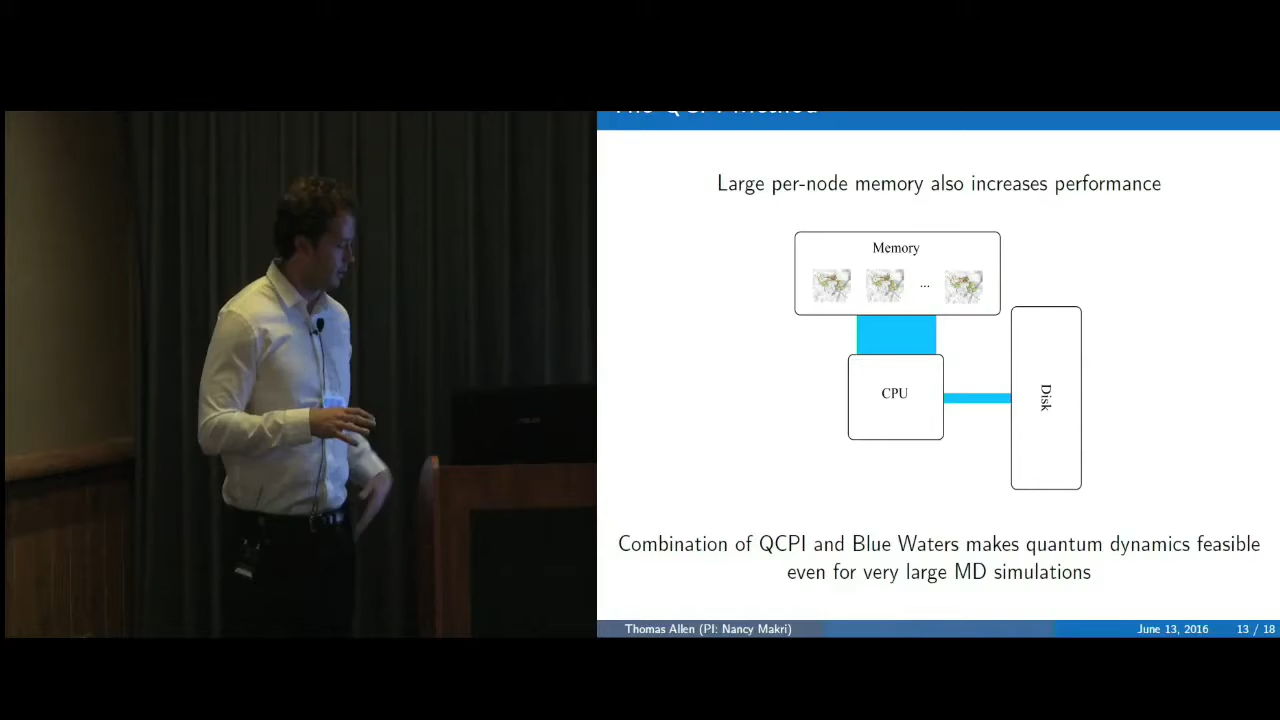 Large per-node memory also increases performance
Memory
...
CPU
Disk
Combination of QCPI and Blue Waters makes quantum dynamics feasible
even for very large MD simulations
Thomas Allen (PI: Nancy Makri)
June 13, 2016
13 / 18